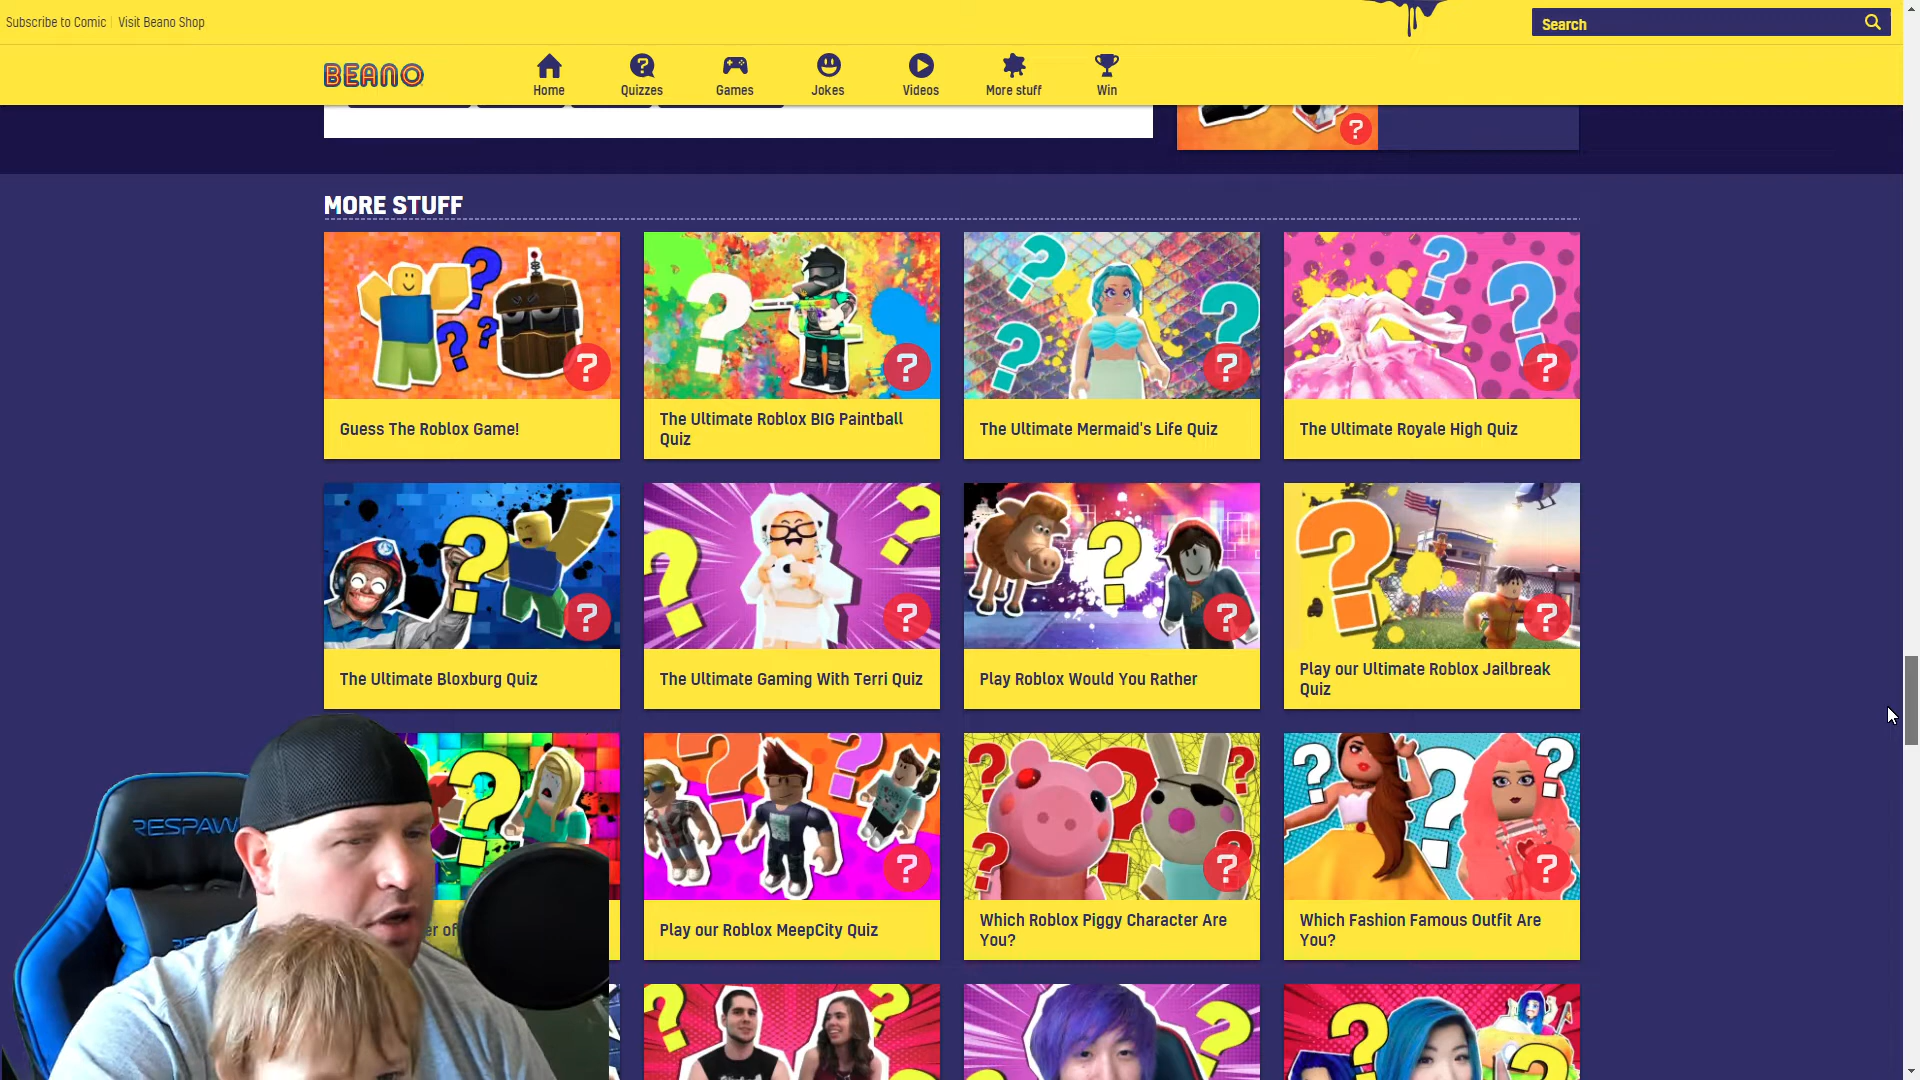 Subscribe to Comic | Visit Beano Shop
Search
BEANO
Home
Quizzes
Games
Jokes
Videos
More stuff
Win
?
MORE STUFF
? ? ? ?
Guess The Roblox Game!
? ?
The Ultimate Roblox BIG Paintball
Quiz
? ? ? ?
The Ultimate Mermaid's Life Quiz
? ? ?
The Ultimate Royale High Quiz
? ?
The Ultimate Bloxburg Quiz
? ? ?
The Ultimate Gaming With Terri Quiz
? ?
Play Roblox Would You Rather
? ?
Play our Ultimate Roblox Jailbreak
Quiz
?
er of
? ? ?
Play our Roblox MeepCity Quiz
? ? ? ? ? ?
Which Roblox Piggy Character Are
You?
? ? ? ?
Which Fashion Famous Outfit Are
You?
RESPAW
? ?
? ?
? ?